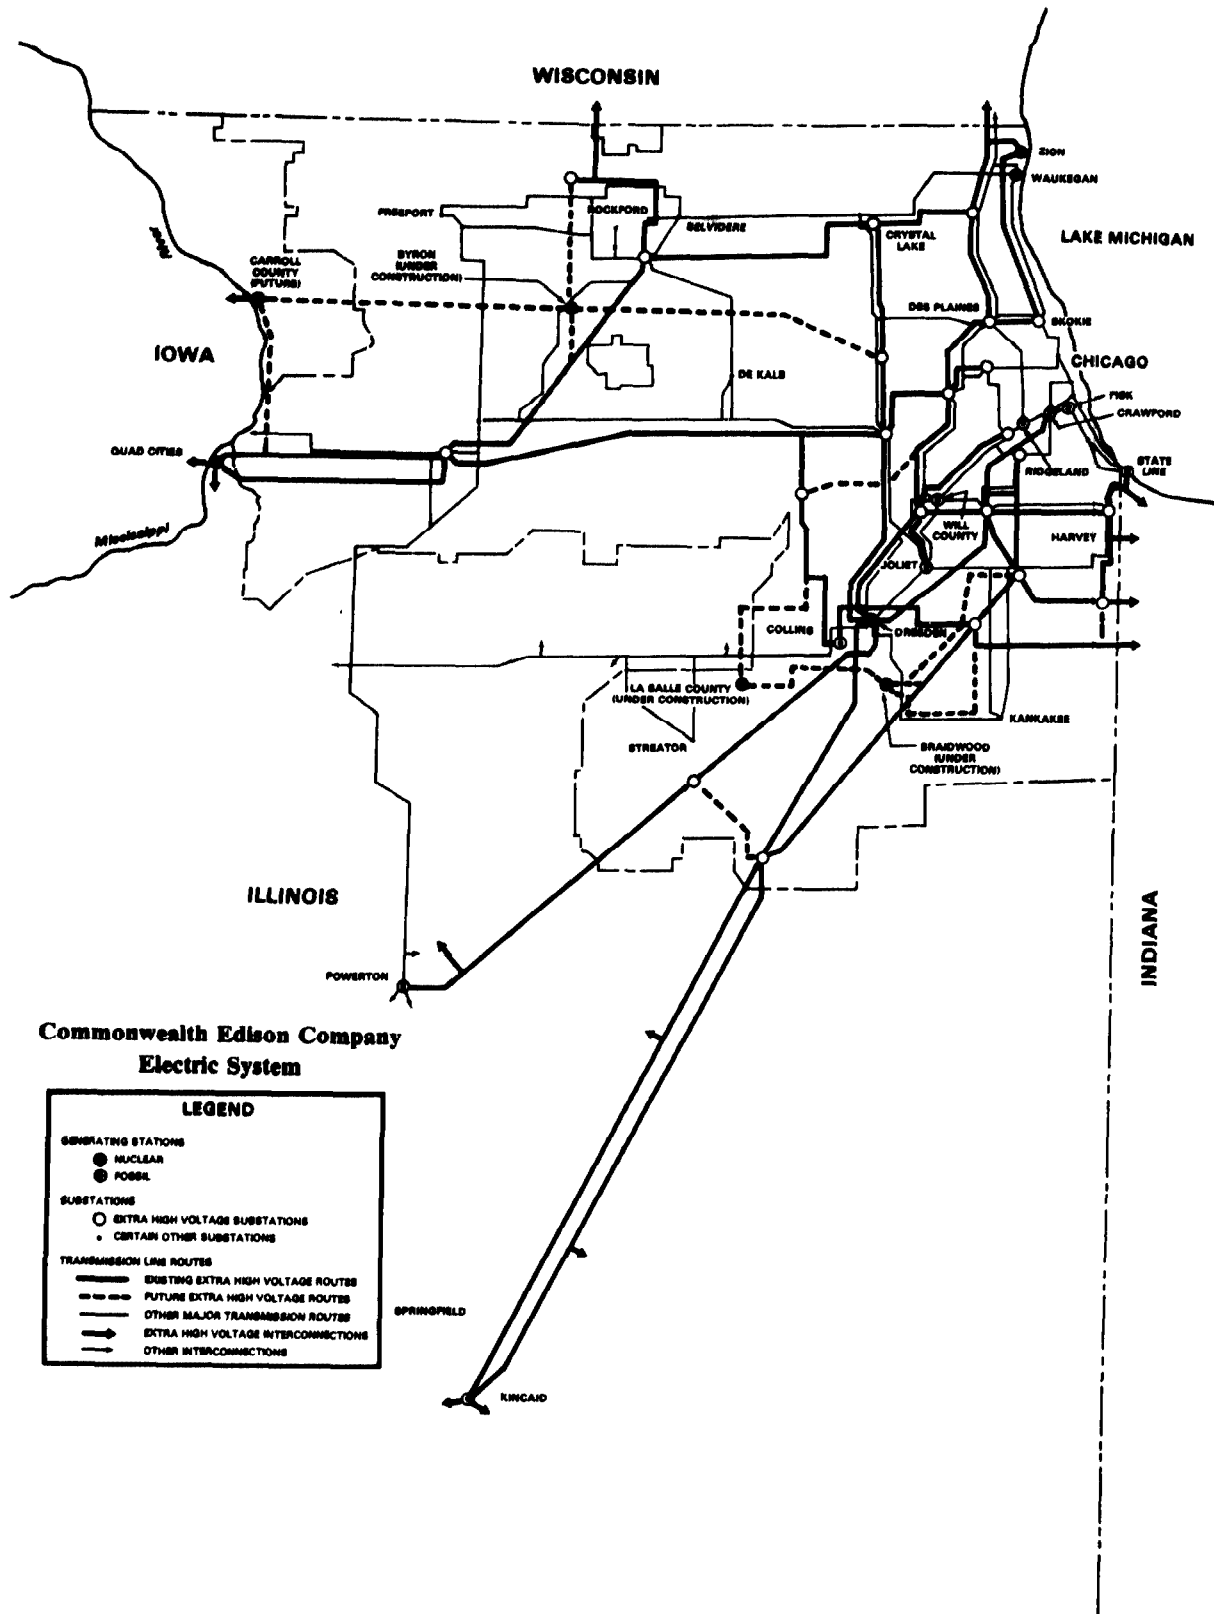 WISCONSIN
ZION
WAUKEGAN
FREEPORT
ROCKFORD
BELVIDERE
CRYSTAL
LAKE
LAKE MICHIGAN
CARROLL
COUNTY
(FUTURE)
BYRON
(UNDER
CONSTRUCTION)
DES PLAINES
SKOKIE
IOWA
CHICAGO
DE KALB
FISK
CRAWFORD
QUAD CITIES
RIDGELAND
STATE
LINE
Mississippi
River
WILL
COUNTY
HARVEY
JOLIET
COLLINS
DRESDEN
LA SALLE COUNTY
(UNDER CONSTRUCTION)
KANKAKEE
STREATOR
BRAIDWOOD
(UNDER
CONSTRUCTION)
ILLINOIS
INDIANA
POWERTON
Commonwealth Edison Company
Electric System
LEGEND
GENERATING STATIONS
NUCLEAR
FOSSIL
SUBSTATIONS
EXTRA HIGH VOLTAGE SUBSTATIONS
CERTAIN OTHER SUBSTATIONS
TRANSMISSION LINE ROUTES
EXISTING EXTRA HIGH VOLTAGE ROUTES
FUTURE EXTRA HIGH VOLTAGE ROUTES
OTHER MAJOR TRANSMISSION ROUTES
EXTRA HIGH VOLTAGE INTERCONNECTIONS
OTHER INTERCONNECTIONS
SPRINGFIELD
KINCAID